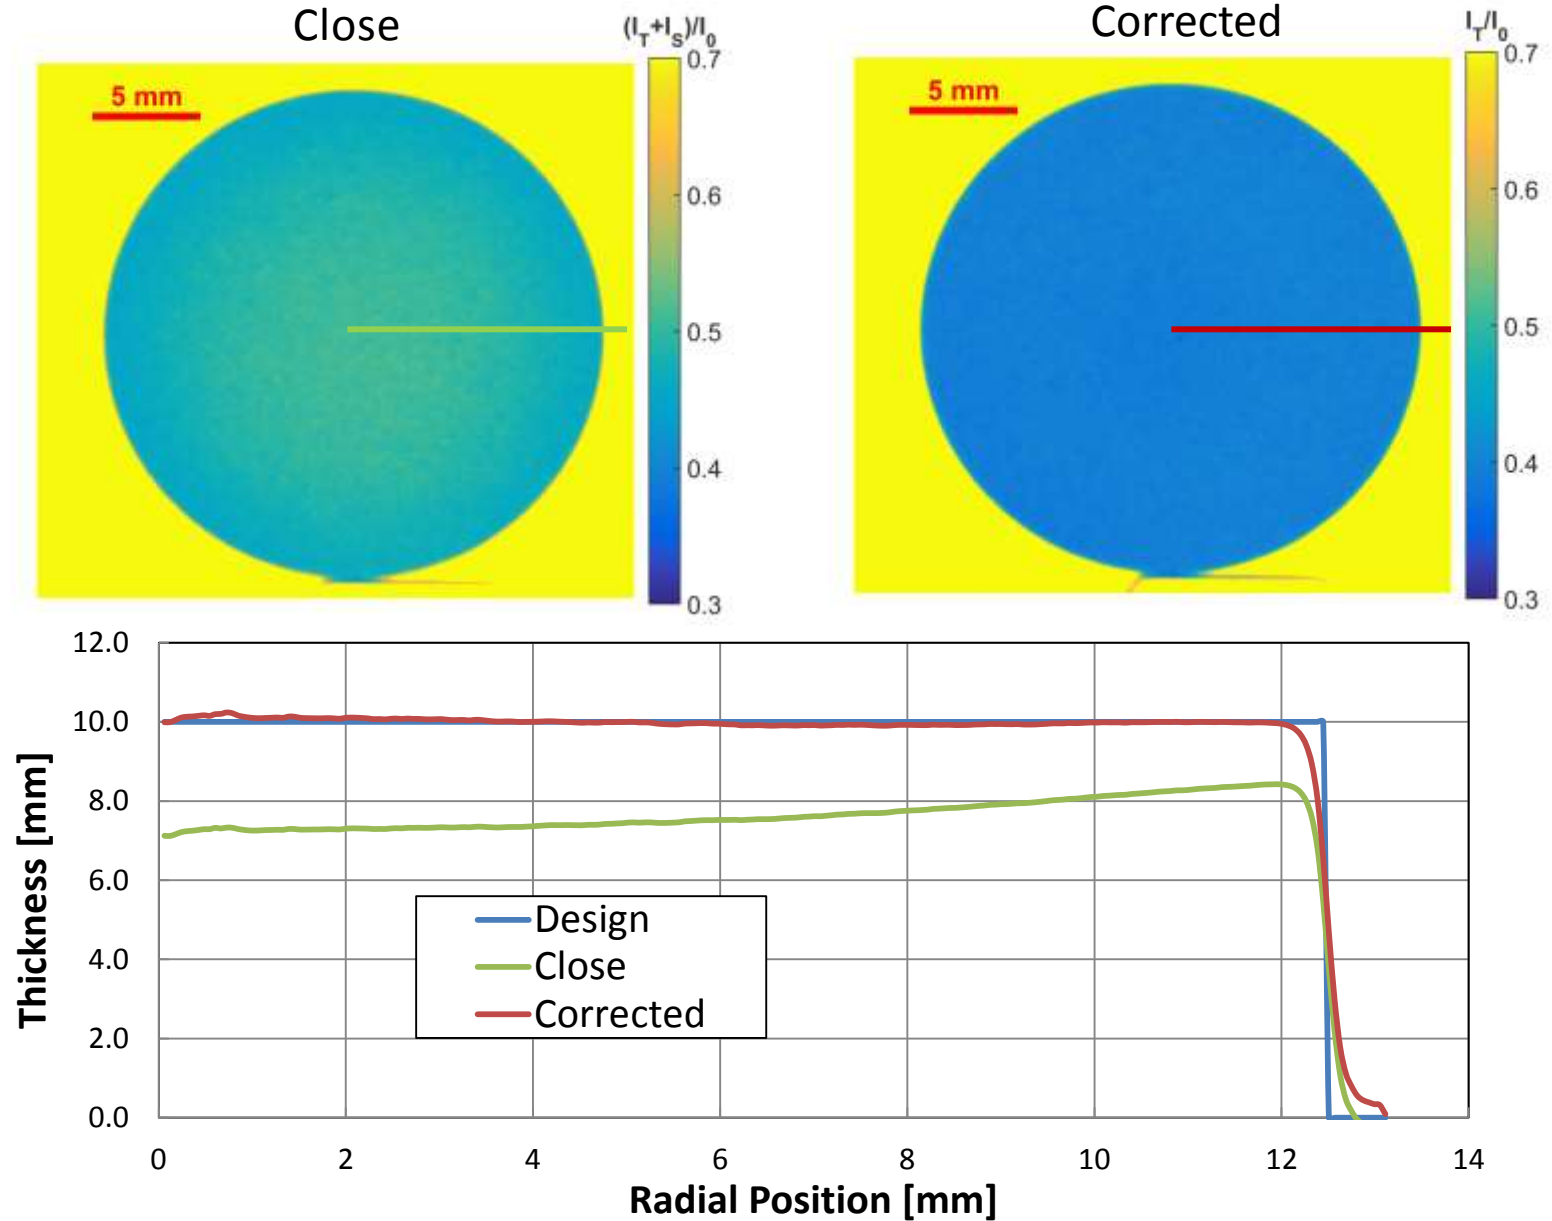 Close
(I_T+I_S)/I_0
5 mm
0.7
0.6
0.5
0.4
0.3
Corrected
I_T/I_0
5 mm
0.7
0.6
0.5
0.4
0.3
Thickness [mm]
12.0
10.0
8.0
6.0
4.0
2.0
0.0
Design
Close
Corrected
0 2 4 6 8 10 12 14
Radial Position [mm]